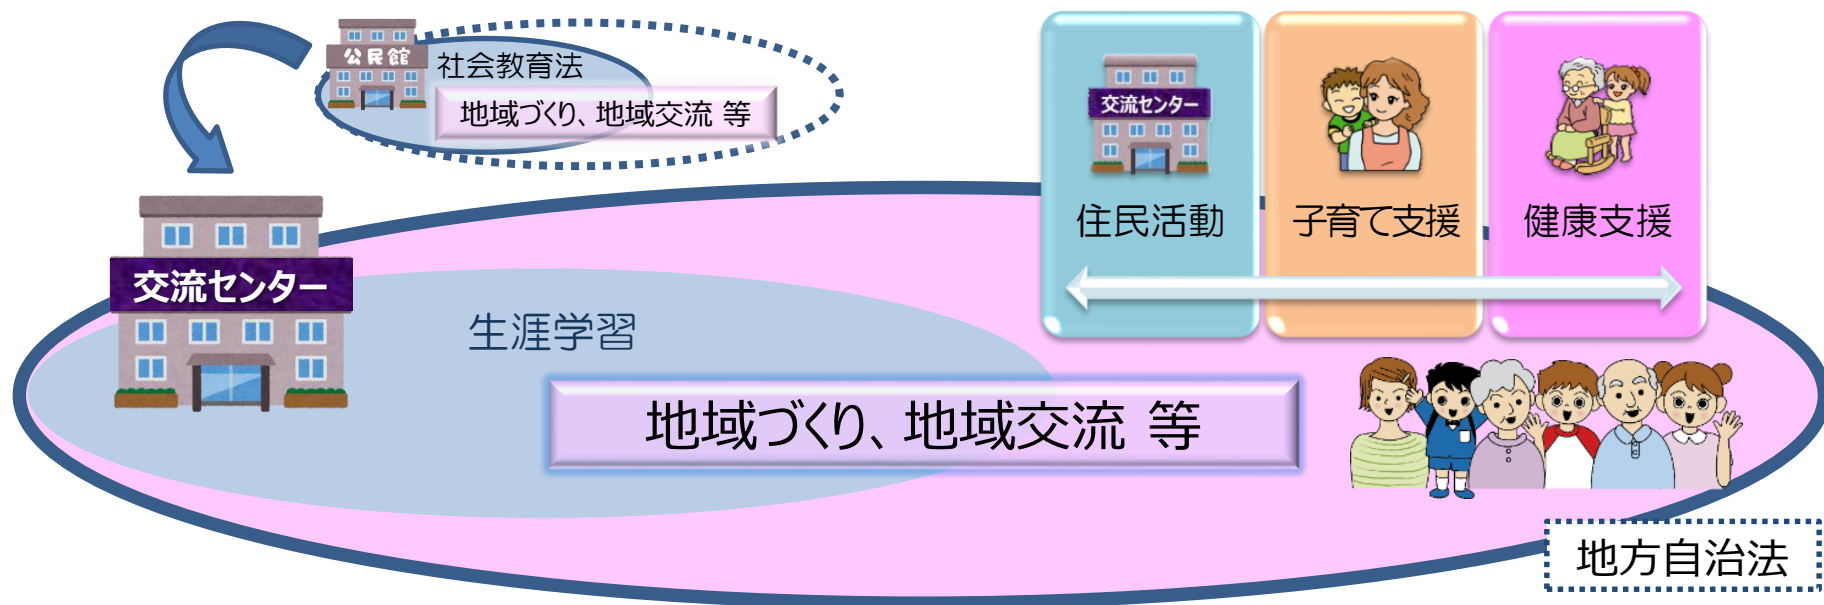 公民館
社会教育法
地域づくり、地域交流 等
交流センター
住民活動
子育て支援
健康支援
交流センター
生涯学習
地域づくり、地域交流 等
地方自治法